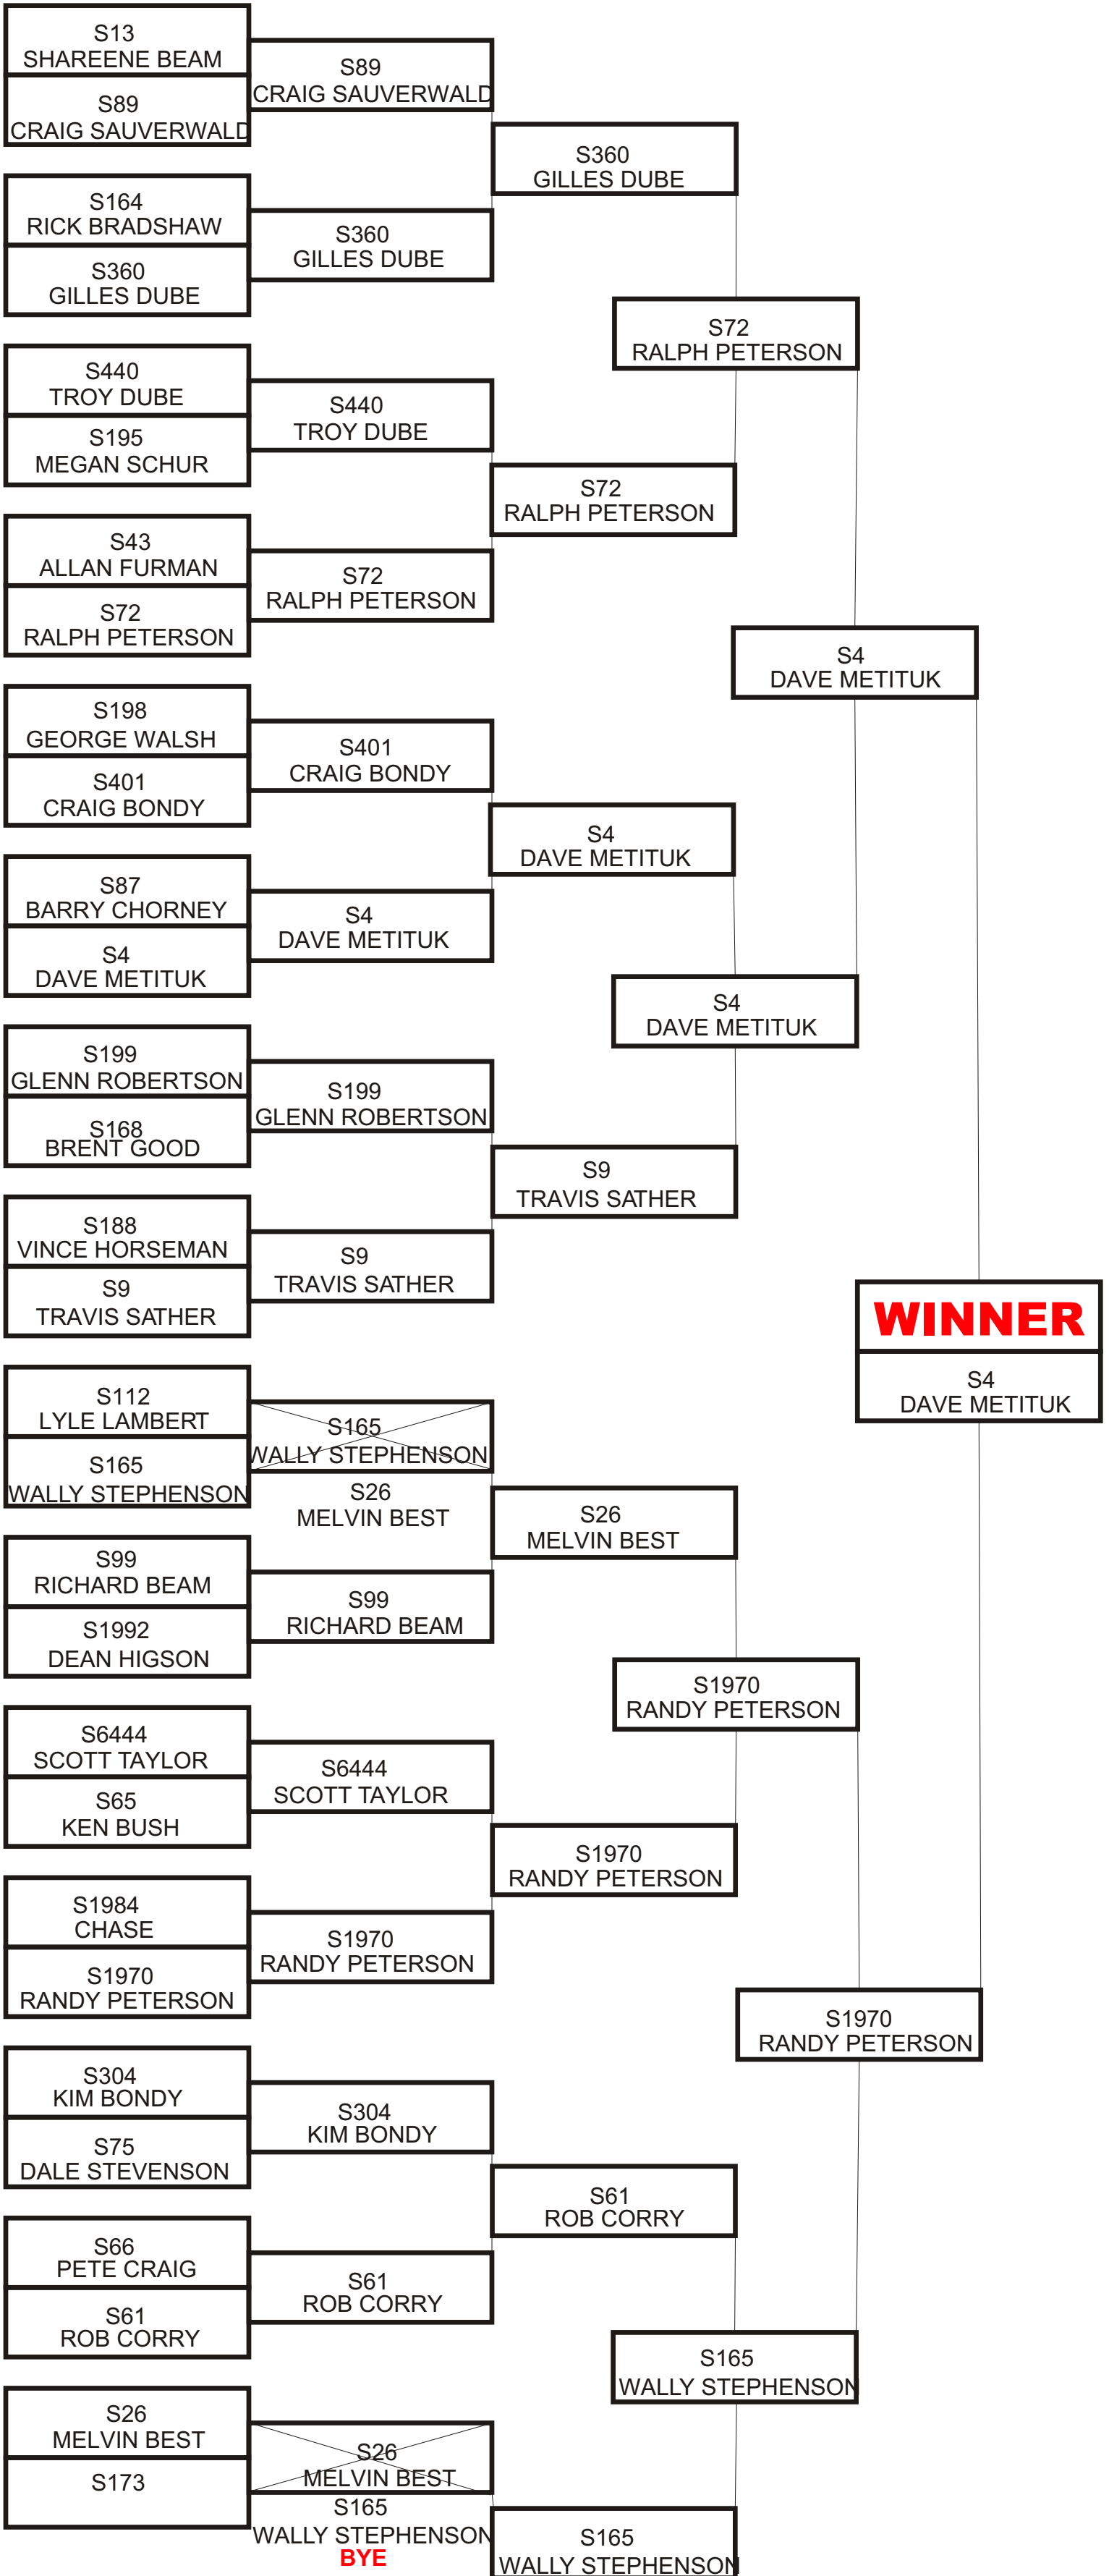 S13
SHAREENE BEAM
S89
CRAIG SAUVERWALD
S164
RICK BRADSHAW
S360
GILLES DUBE
S440
TROY DUBE
S195
MEGAN SCHUR
S43
ALLAN FURMAN
S72
RALPH PETERSON
S198
GEORGE WALSH
S401
CRAIG BONDY
S87
BARRY CHORNEY
S4
DAVE METITUK
S199
GLENN ROBERTSON
S168
BRENT GOOD
S188
VINCE HORSEMAN
S9
TRAVIS SATHER
S112
LYLE LAMBERT
S165
WALLY STEPHENSON
S99
RICHARD BEAM
S1992
DEAN HIGSON
S6444
SCOTT TAYLOR
S65
KEN BUSH
S1984
CHASE
S1970
RANDY PETERSON
S304
KIM BONDY
S75
DALE STEVENSON
S66
PETE CRAIG
S61
ROB CORRY
S26
MELVIN BEST
S173
S89
CRAIG SAUVERWALD
S360
GILLES DUBE
S440
TROY DUBE
S72
RALPH PETERSON
S401
CRAIG BONDY
S4
DAVE METITUK
S199
GLENN ROBERTSON
S9
TRAVIS SATHER
S165
WALLY STEPHENSON
S26
MELVIN BEST
S99
RICHARD BEAM
S6444
SCOTT TAYLOR
S1970
RANDY PETERSON
S304
KIM BONDY
S61
ROB CORRY
S26
MELVIN BEST
S165
WALLY STEPHENSON
BYE
S360
GILLES DUBE
S72
RALPH PETERSON
S4
DAVE METITUK
S9
TRAVIS SATHER
S26
MELVIN BEST
S1970
RANDY PETERSON
S61
ROB CORRY
S165
WALLY STEPHENSON
S72
RALPH PETERSON
S4
DAVE METITUK
S1970
RANDY PETERSON
S165
WALLY STEPHENSON
S4
DAVE METITUK
S1970
RANDY PETERSON
WINNER
S4
DAVE METITUK